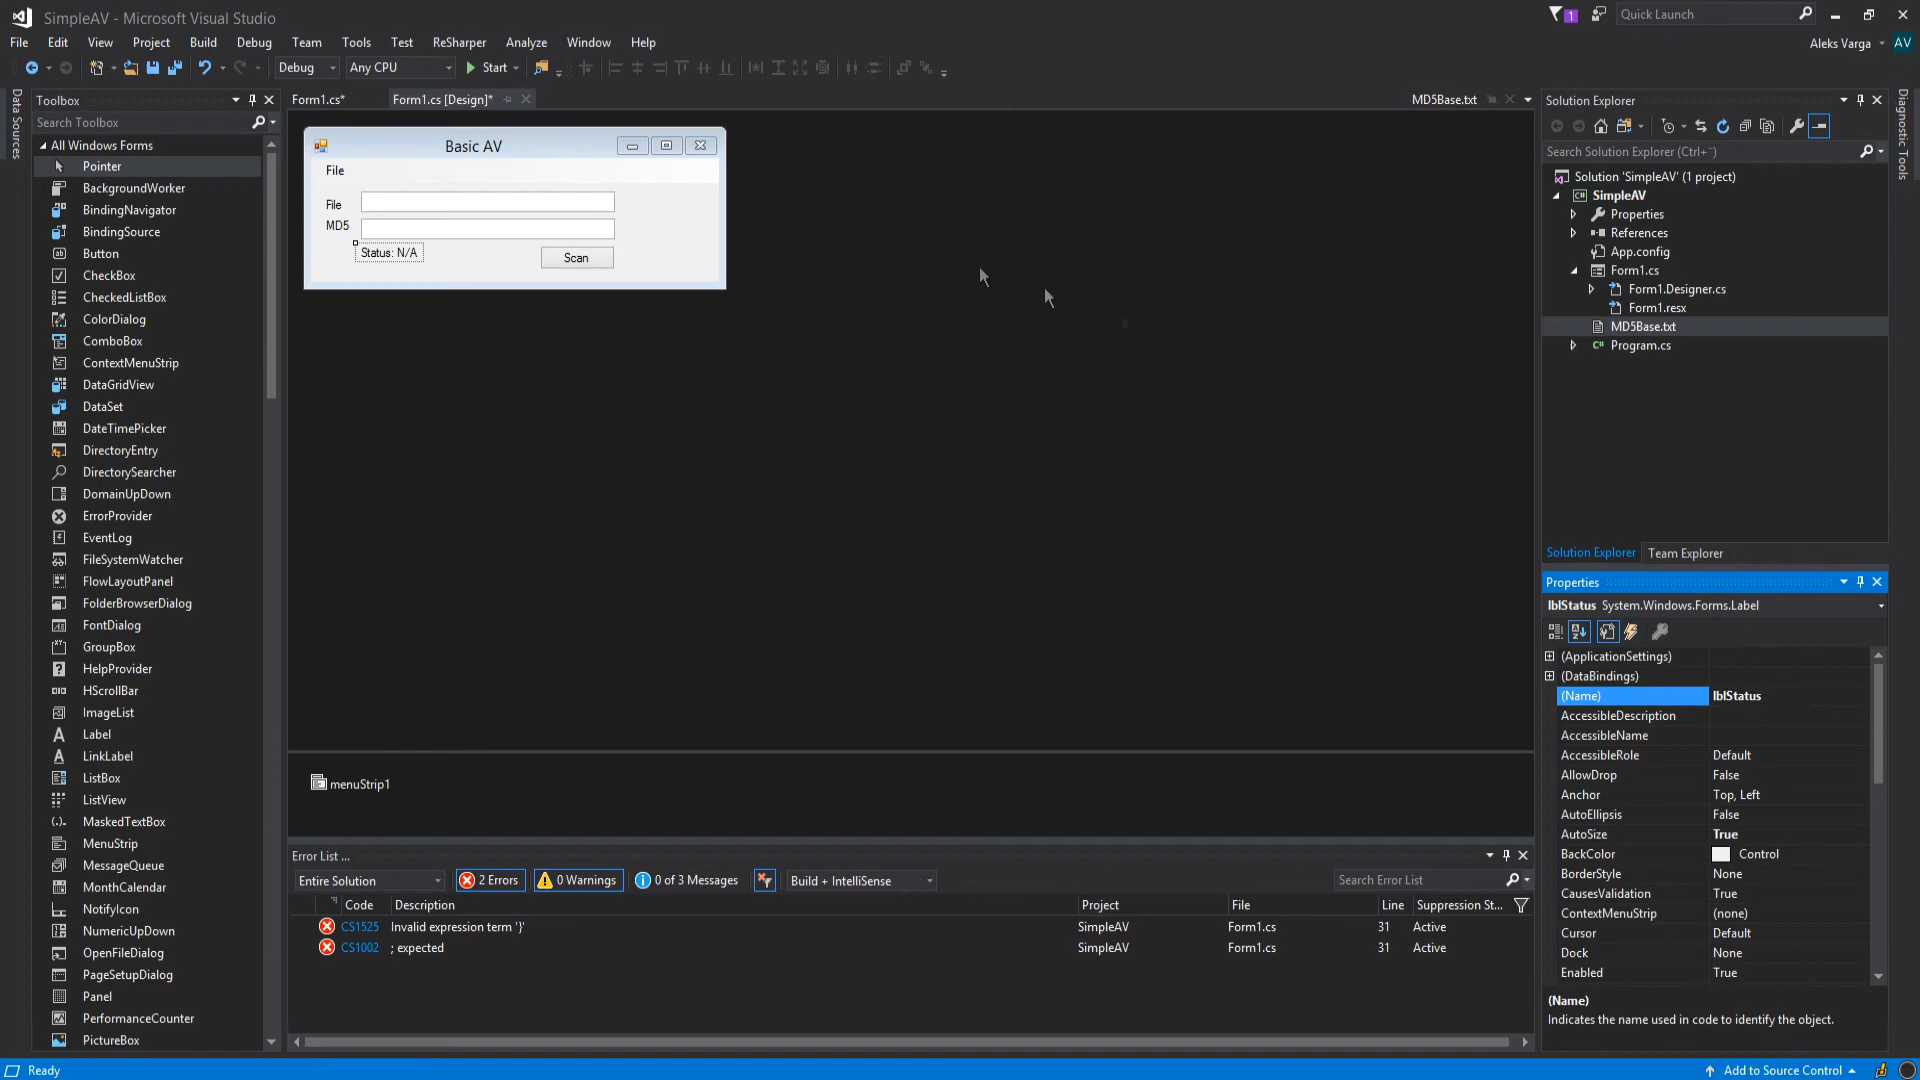 SimpleAV - Microsoft Visual Studio
1
Quick Launch
File Edit View Project Build Debug Team Tools Test ReSharper Analyze Window Help
Aleks Varga AV
Debug Any CPU Start
Data Sources
Toolbox
Search Toolbox
All Windows Forms
Pointer
BackgroundWorker
BindingNavigator
BindingSource
Button
CheckBox
CheckedListBox
ColorDialog
ComboBox
ContextMenuStrip
DataGridView
DataSet
DateTimePicker
DirectoryEntry
DirectorySearcher
DomainUpDown
ErrorProvider
EventLog
FileSystemWatcher
FlowLayoutPanel
FolderBrowserDialog
FontDialog
GroupBox
HelpProvider
HScrollBar
ImageList
Label
LinkLabel
ListBox
ListView
MaskedTextBox
MenuStrip
MessageQueue
MonthCalendar
NotifyIcon
NumericUpDown
OpenFileDialog
PageSetupDialog
Panel
PerformanceCounter
PictureBox
Form1.cs* Form1.cs [Design]* MD5Base.txt
Basic AV
File
File
MD5
Status: N/A
Scan
menuStrip1
Error List ...
Entire Solution 2 Errors 0 Warnings 0 of 3 Messages Build + IntelliSense Search Error List
Code Description Project File Line Suppression St...
CS1525 Invalid expression term '}' SimpleAV Form1.cs 31 Active
CS1002 ; expected SimpleAV Form1.cs 31 Active
Solution Explorer
Search Solution Explorer (Ctrl+¨)
Solution 'SimpleAV' (1 project)
SimpleAV
Properties
References
App.config
Form1.cs
Form1.Designer.cs
Form1.resx
MD5Base.txt
Program.cs
Solution Explorer Team Explorer
Diagnostic Tools
Properties
lblStatus System.Windows.Forms.Label
(ApplicationSettings)
(DataBindings)
(Name) lblStatus
AccessibleDescription
AccessibleName
AccessibleRole Default
AllowDrop False
Anchor Top, Left
AutoEllipsis False
AutoSize True
BackColor Control
BorderStyle None
CausesValidation True
ContextMenuStrip (none)
Cursor Default
Dock None
Enabled True
(Name)
Indicates the name used in code to identify the object.
Ready
Add to Source Control